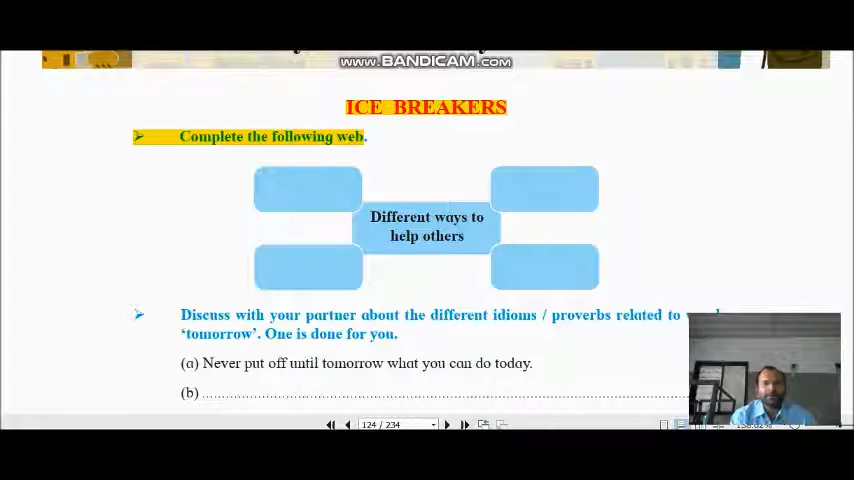 WWW.BANDICAM.COM
ICE BREAKERS
➢ Complete the following web.
Different ways to
help others
➢ Discuss with your partner about the different idioms / proverbs related to
‘tomorrow’. One is done for you.
(a) Never put off until tomorrow what you can do today.
(b) ..........................................................................................
124 / 234